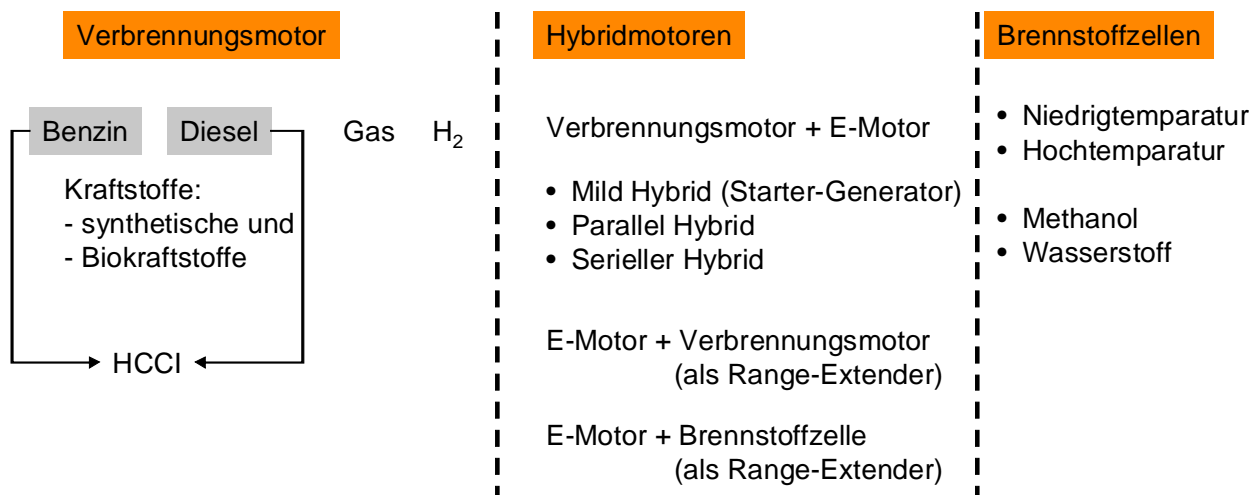 Verbrennungsmotor
Benzin Diesel Gas H₂
Kraftstoffe:
- synthetische und
- Biokraftstoffe
HCCI
Hybridmotoren
Verbrennungsmotor + E-Motor
• Mild Hybrid (Starter-Generator)
• Parallel Hybrid
• Serieller Hybrid
E-Motor + Verbrennungsmotor
(als Range-Extender)
E-Motor + Brennstoffzelle
(als Range-Extender)
Brennstoffzellen
• Niedrigtemparatur
• Hochtemparatur
• Methanol
• Wasserstoff